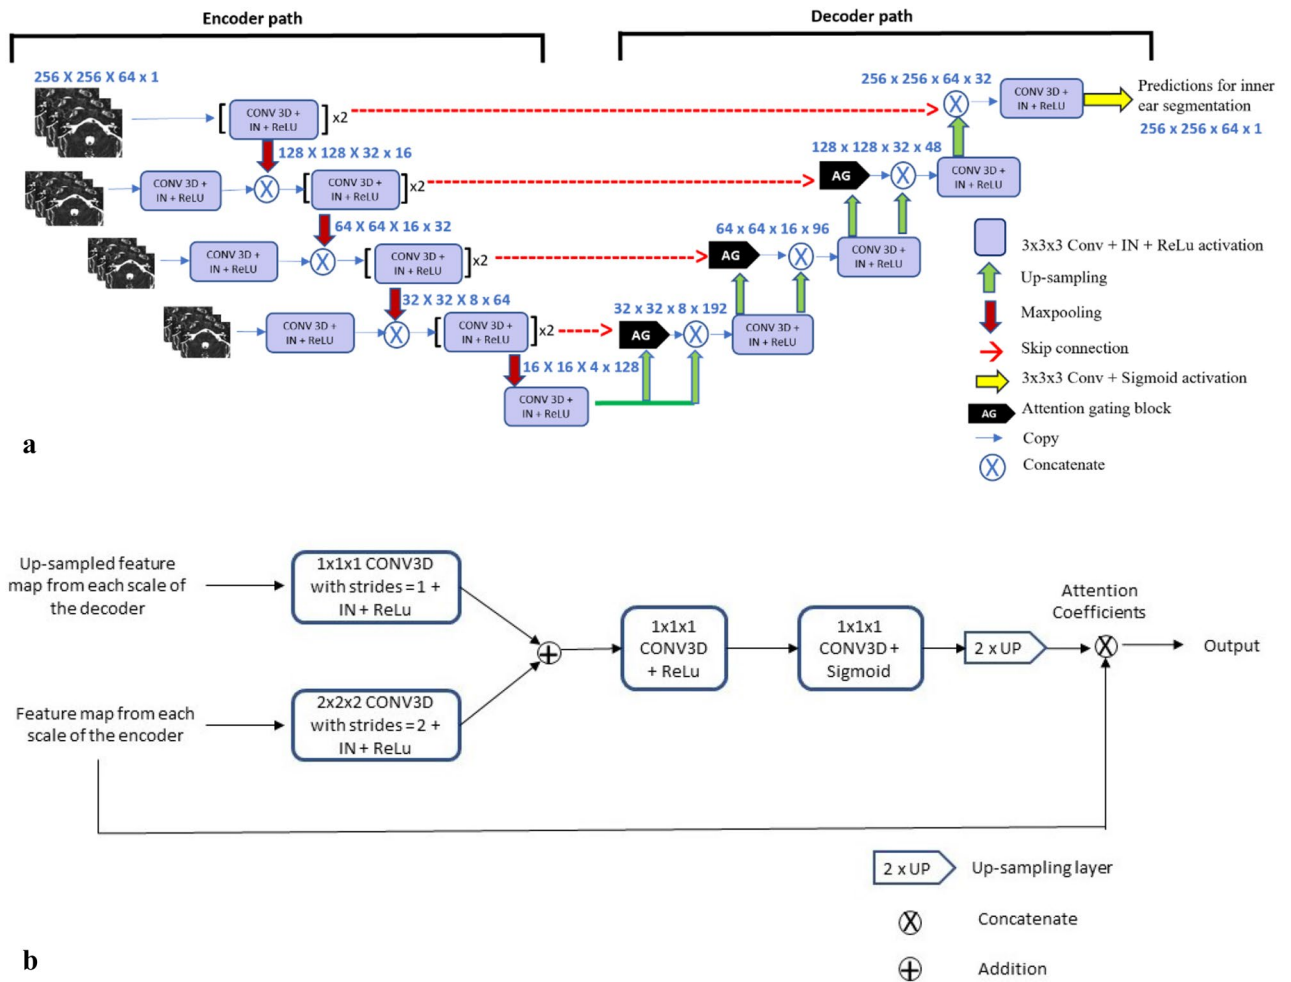 Encoder path
Decoder path
256 X 256 X 64 x 1
CONV 3D +
IN + ReLU
x2
128 X 128 X 32 x 16
CONV 3D +
IN + ReLU
CONV 3D +
IN + ReLU
x2
64 X 64 X 16 x 32
CONV 3D +
IN + ReLU
CONV 3D +
IN + ReLU
x2
32 X 32 X 8 x 64
CONV 3D +
IN + ReLU
CONV 3D +
IN + ReLU
x2
16 X 16 X 4 x 128
CONV 3D +
IN + ReLU
32 x 32 x 8 x 192
AG
CONV 3D +
IN + ReLU
64 x 64 x 16 x 96
AG
CONV 3D +
IN + ReLU
128 x 128 x 32 x 48
AG
CONV 3D +
IN + ReLU
256 x 256 x 64 x 32
CONV 3D +
IN + ReLU
Predictions for inner
ear segmentation
256 x 256 x 64 x 1
3x3x3 Conv + IN + ReLu activation
Up-sampling
Maxpooling
Skip connection
3x3x3 Conv + Sigmoid activation
AG
Attention gating block
Copy
Concatenate
a
Up-sampled feature
map from each scale of
the decoder
1x1x1 CONV3D
with strides = 1 +
IN + ReLu
Feature map from each
scale of the encoder
2x2x2 CONV3D
with strides = 2 +
IN + ReLu
1x1x1
CONV3D
+ ReLu
1x1x1
CONV3D +
Sigmoid
2 x UP
Attention
Coefficients
Output
2 x UP
Up-sampling layer
Concatenate
Addition
b